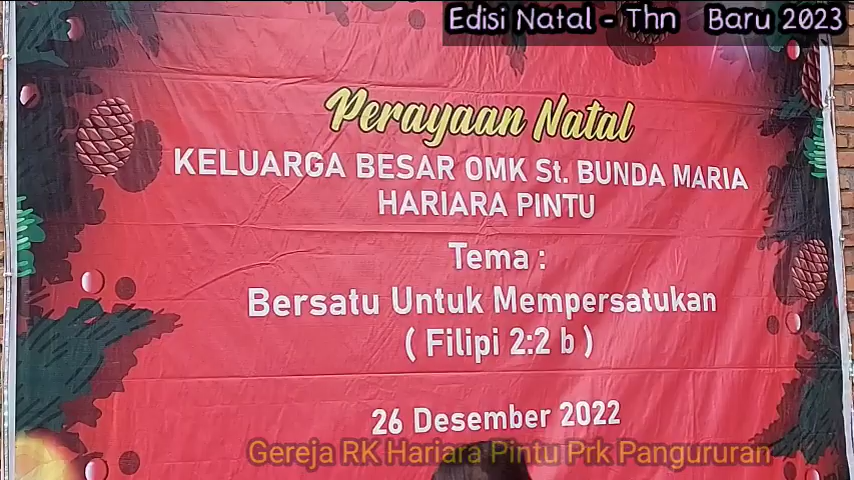 Edisi Natal - Thn Baru 2023
Perayaan Natal
KELUARGA BESAR OMK St. BUNDA MARIA
HARIARA PINTU
Tema :
Bersatu Untuk Mempersatukan
( Filipi 2:2 b )
26 Desember 2022
Gereja RK Hariara Pintu Prk Pangururan